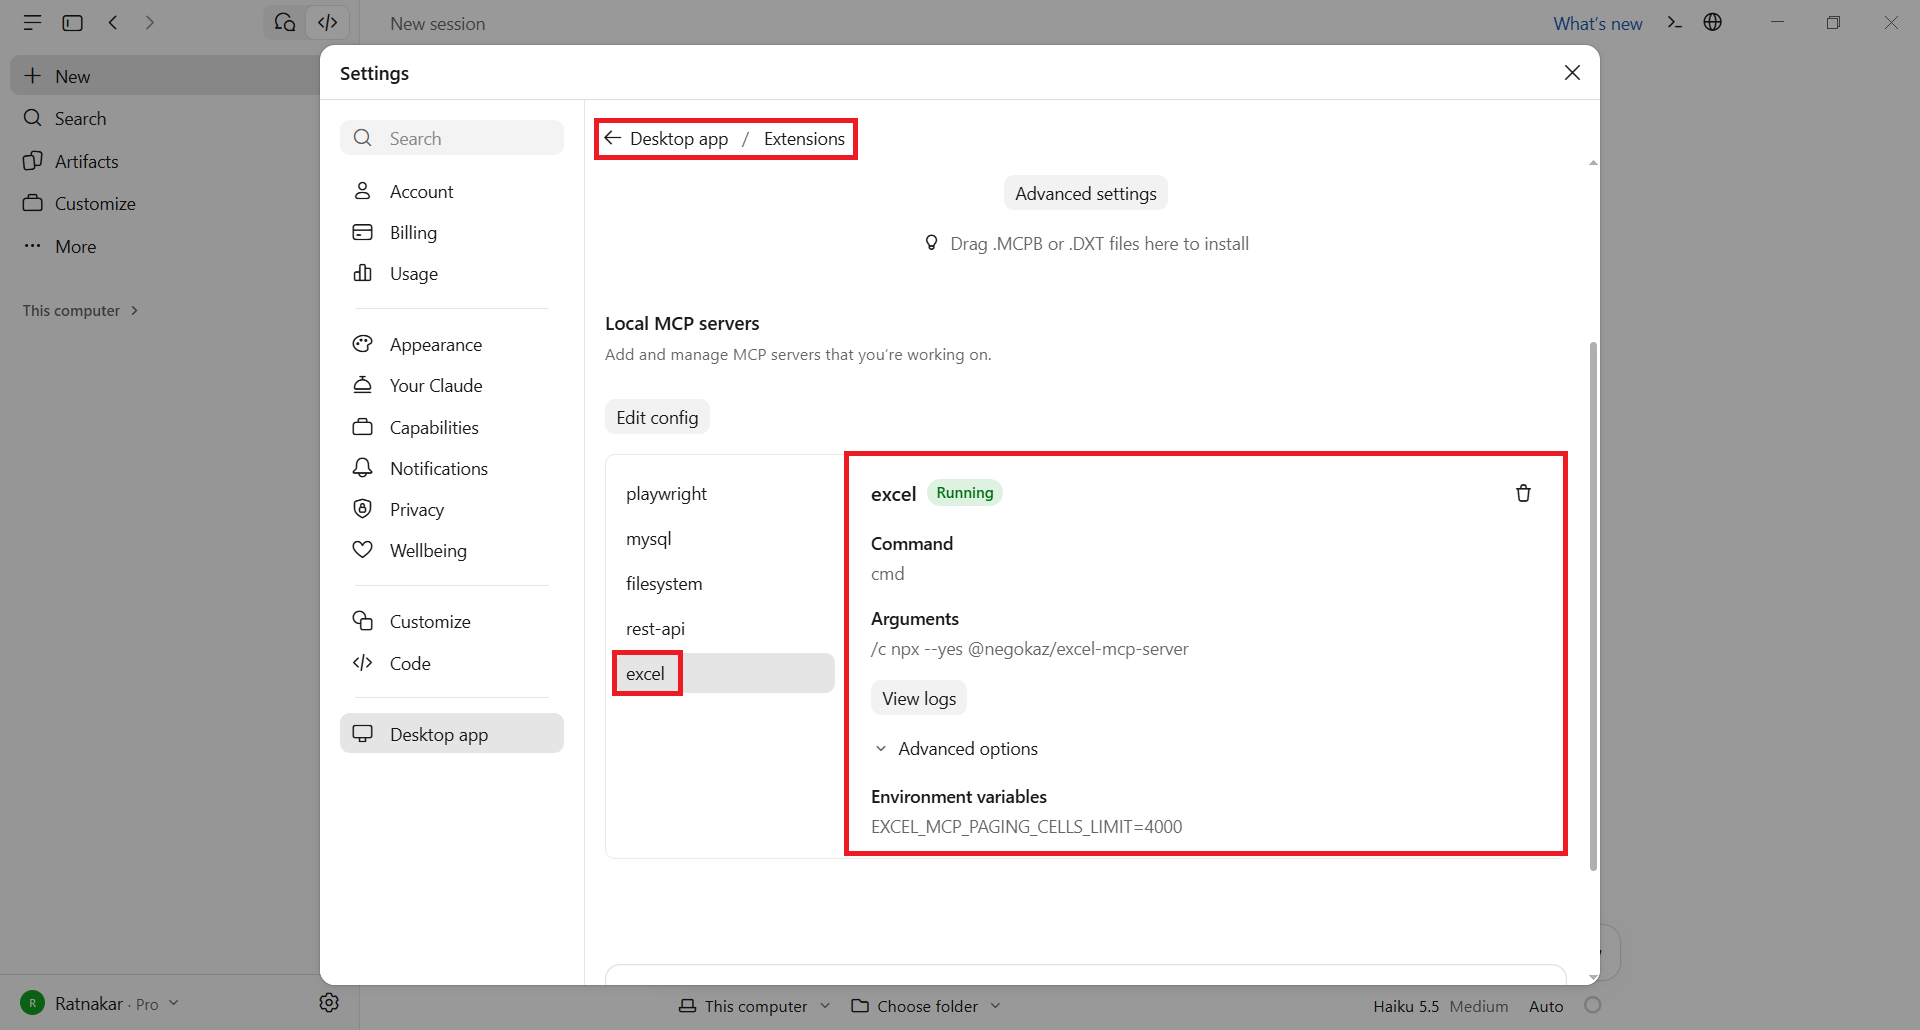 New session
What's new
New
Search
Artifacts
Customize
More
This computer
Settings
Search
Account
Billing
Usage
Appearance
Your Claude
Capabilities
Notifications
Privacy
Wellbeing
Customize
Code
Desktop app
Desktop app / Extensions
Advanced settings
Drag .MCPB or .DXT files here to install
Local MCP servers
Add and manage MCP servers that you're working on.
Edit config
playwright
mysql
filesystem
rest-api
excel
excel Running
Command
cmd
Arguments
/c npx --yes @negokaz/excel-mcp-server
View logs
Advanced options
Environment variables
EXCEL_MCP_PAGING_CELLS_LIMIT=4000
R Ratnakar · Pro
This computer Choose folder Haiku 5.5 Medium Auto